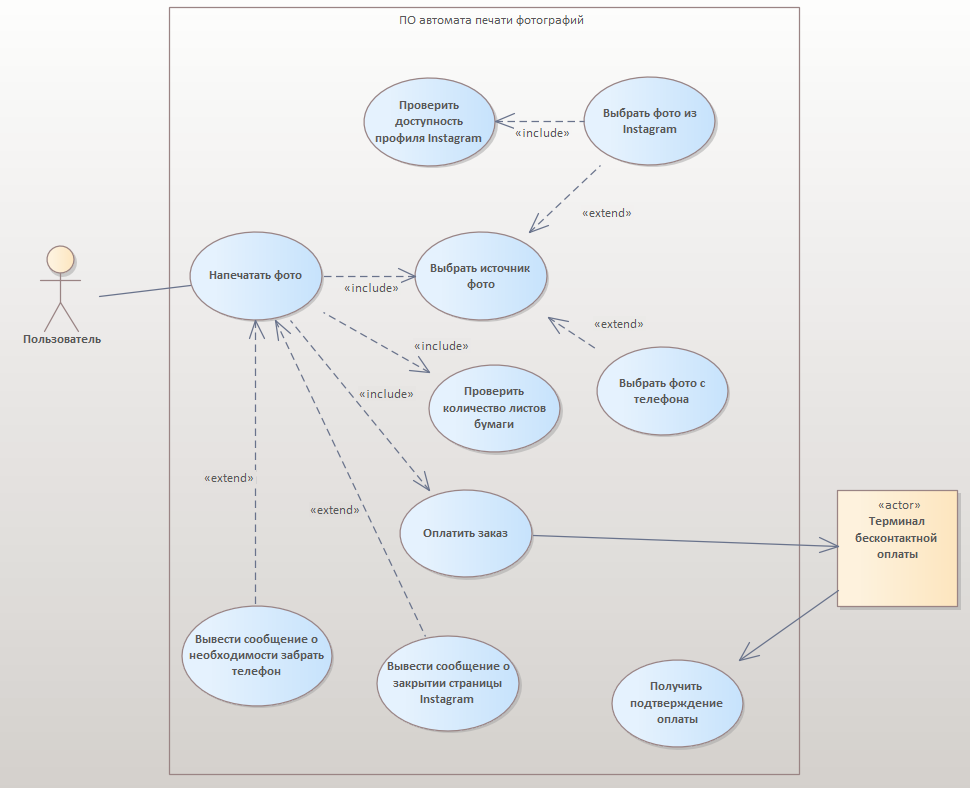 ПО автомата печати фотографий
Проверить
доступность
профиля Instagram
«include»
Выбрать фото из
Instagram
«extend»
Пользователь
Напечатать фото
«include»
Выбрать источник
фото
«extend»
«include»
Выбрать фото с
телефона
Проверить
количество листов
бумаги
«include»
«extend»
«extend»
Оплатить заказ
«actor»
Терминал
бесконтактной
оплаты
Вывести сообщение о
необходимости забрать
телефон
Вывести сообщение о
закрытии страницы
Instagram
Получить
подтверждение
оплаты